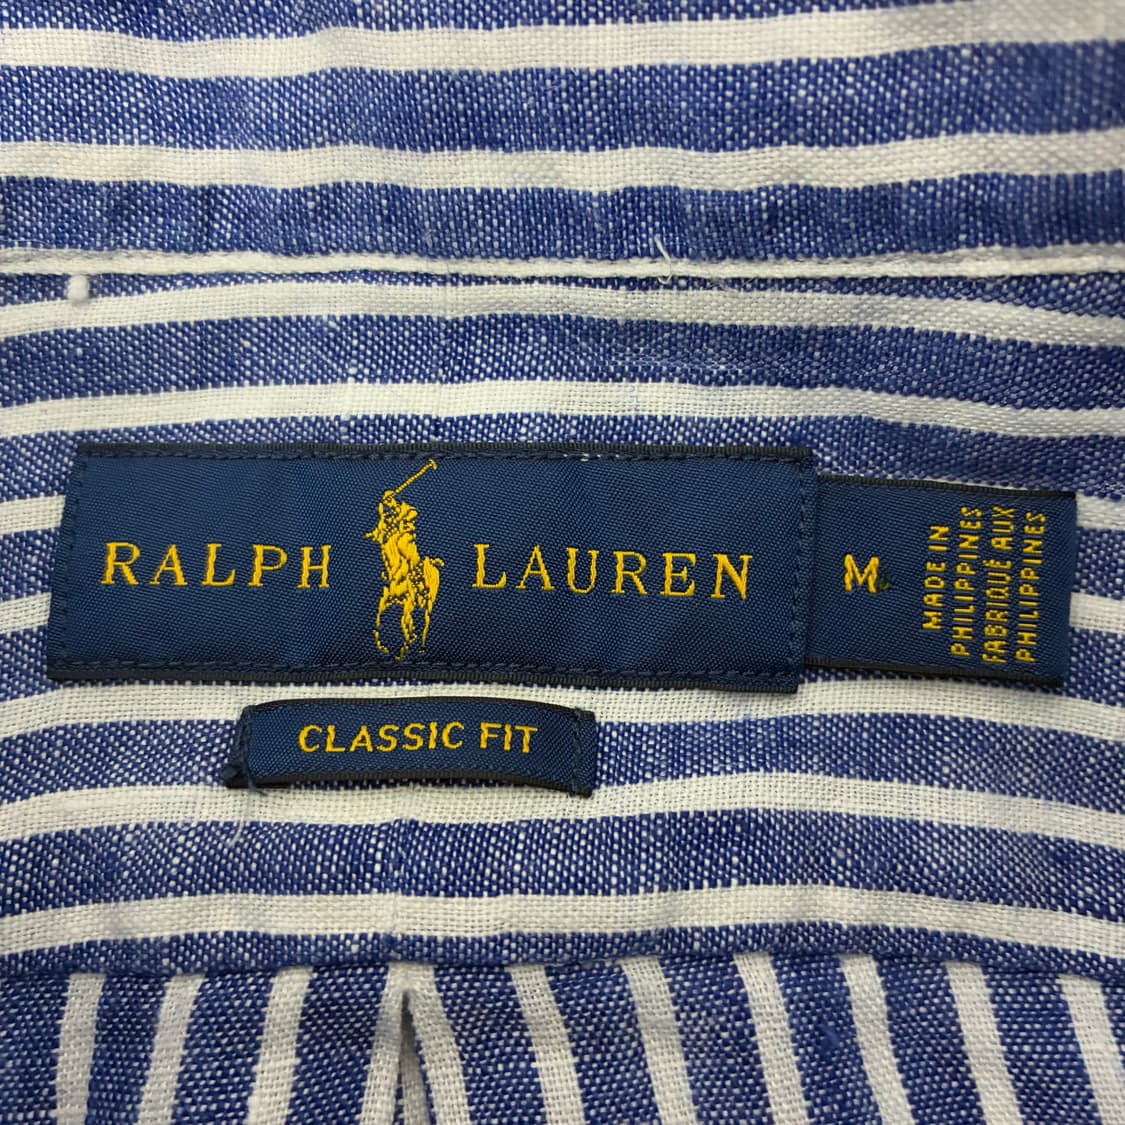 RALPH LAUREN
M
MADE IN
PHILIPPINES
FABRIQUÉ AUX
PHILIPPINES
CLASSIC FIT